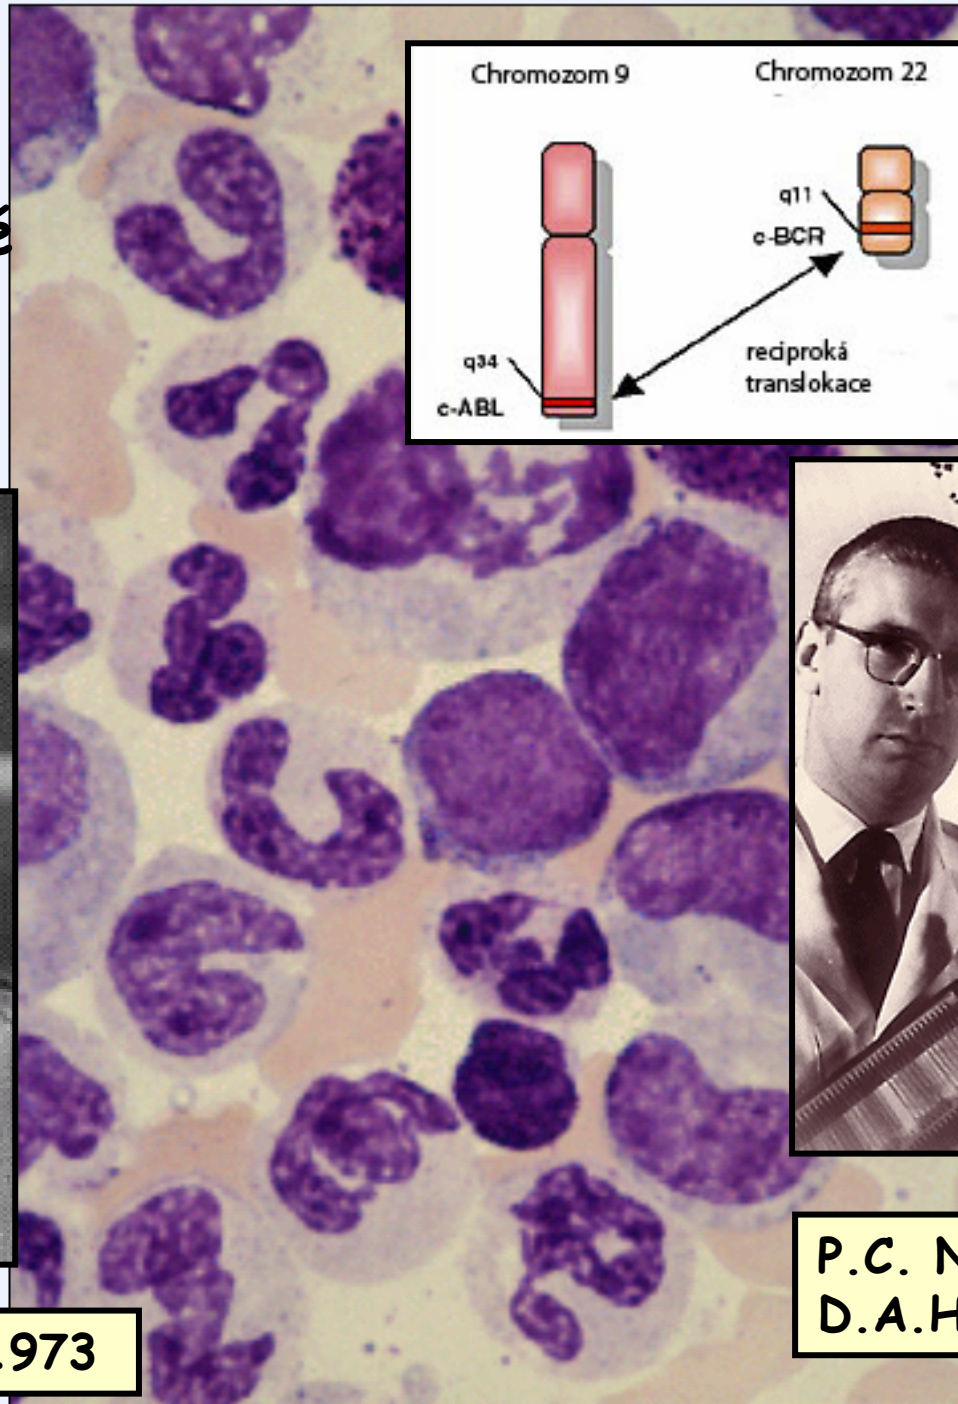 Chromozom 9
Chromozom 22
q11
c-BCR
q34
c-ABL
reciproká
translokace
P.C. N
D.A.H
.973